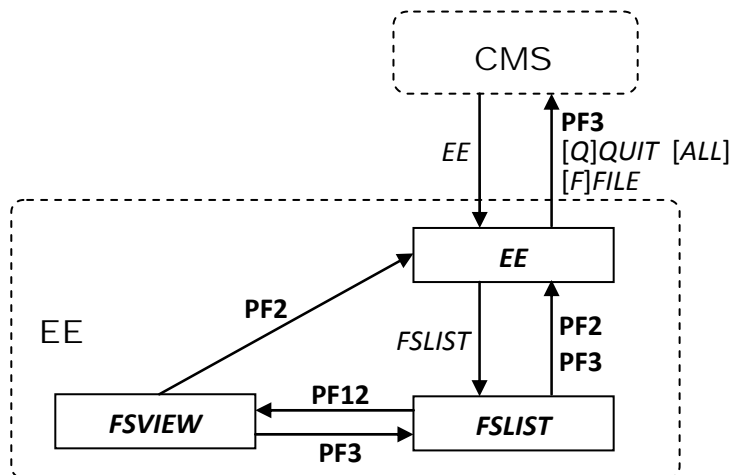 CMS
EE
PF3
[Q]QUIT [ALL]
[F]FILE
EE
PF2
EE
FSLIST
PF2
PF3
FSVIEW
PF12
PF3
FSLIST